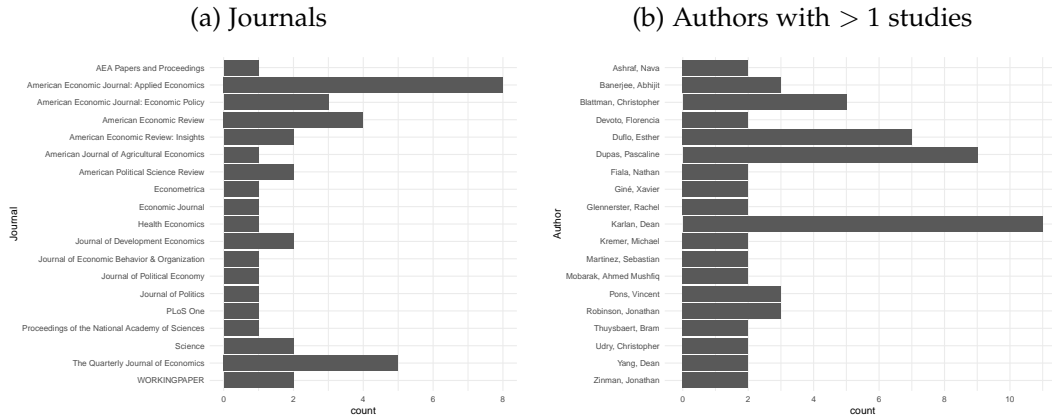 (a) Journals
Journal
AEA Papers and Proceedings
American Economic Journal: Applied Economics
American Economic Journal: Economic Policy
American Economic Review
American Economic Review: Insights
American Journal of Agricultural Economics
American Political Science Review
Econometrica
Economic Journal
Health Economics
Journal of Development Economics
Journal of Economic Behavior & Organization
Journal of Political Economy
Journal of Politics
PLoS One
Proceedings of the National Academy of Sciences
Science
The Quarterly Journal of Economics
WORKINGPAPER
0 2 4 6 8
count
(b) Authors with > 1 studies
Author
Ashraf, Nava
Banerjee, Abhijit
Blattman, Christopher
Devoto, Florencia
Duflo, Esther
Dupas, Pascaline
Fiala, Nathan
Giné, Xavier
Glennerster, Rachel
Karlan, Dean
Kremer, Michael
Martinez, Sebastian
Mobarak, Ahmed Mushfiq
Pons, Vincent
Robinson, Jonathan
Thuysbaert, Bram
Udry, Christopher
Yang, Dean
Zinman, Jonathan
0 2 4 6 8 10
count